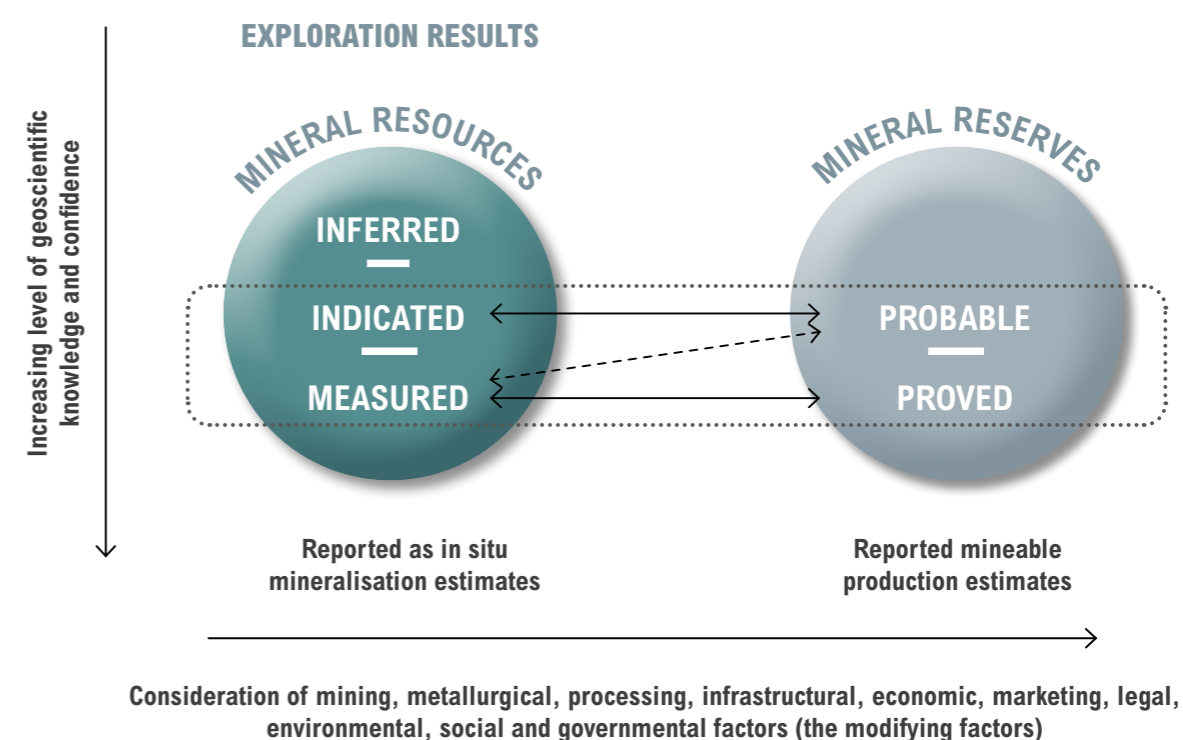 EXPLORATION RESULTS
Increasing level of geoscientific
knowledge and confidence
MINERAL RESOURCES
INFERRED
INDICATED
MEASURED
MINERAL RESERVES
PROBABLE
PROVED
Reported as in situ
mineralisation estimates
Reported mineable
production estimates
Consideration of mining, metallurgical, processing, infrastructural, economic, marketing, legal,
environmental, social and governmental factors (the modifying factors)